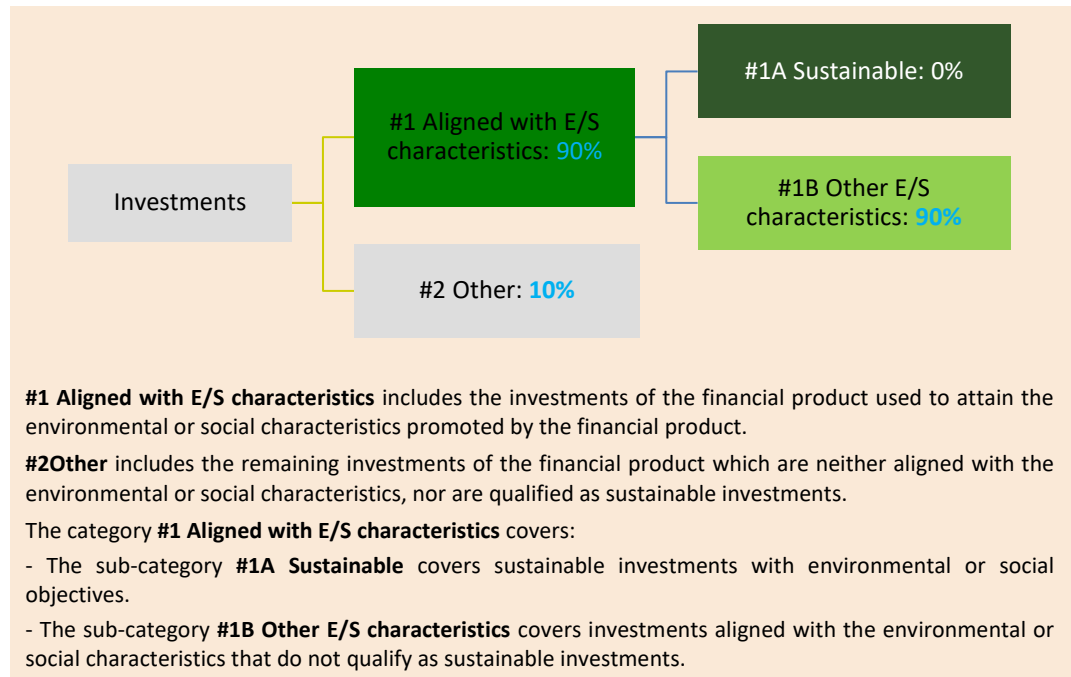 #1A Sustainable: 0%
#1 Aligned with E/S
characteristics: 90%
Investments
#1B Other E/S
characteristics: 90%
#2 Other: 10%
#1 Aligned with E/S characteristics includes the investments of the financial product used to attain the
environmental or social characteristics promoted by the financial product.
#2Other includes the remaining investments of the financial product which are neither aligned with the
environmental or social characteristics, nor are qualified as sustainable investments.
The category #1 Aligned with E/S characteristics covers:
- The sub-category #1A Sustainable covers sustainable investments with environmental or social
objectives.
- The sub-category #1B Other E/S characteristics covers investments aligned with the environmental or
social characteristics that do not qualify as sustainable investments.